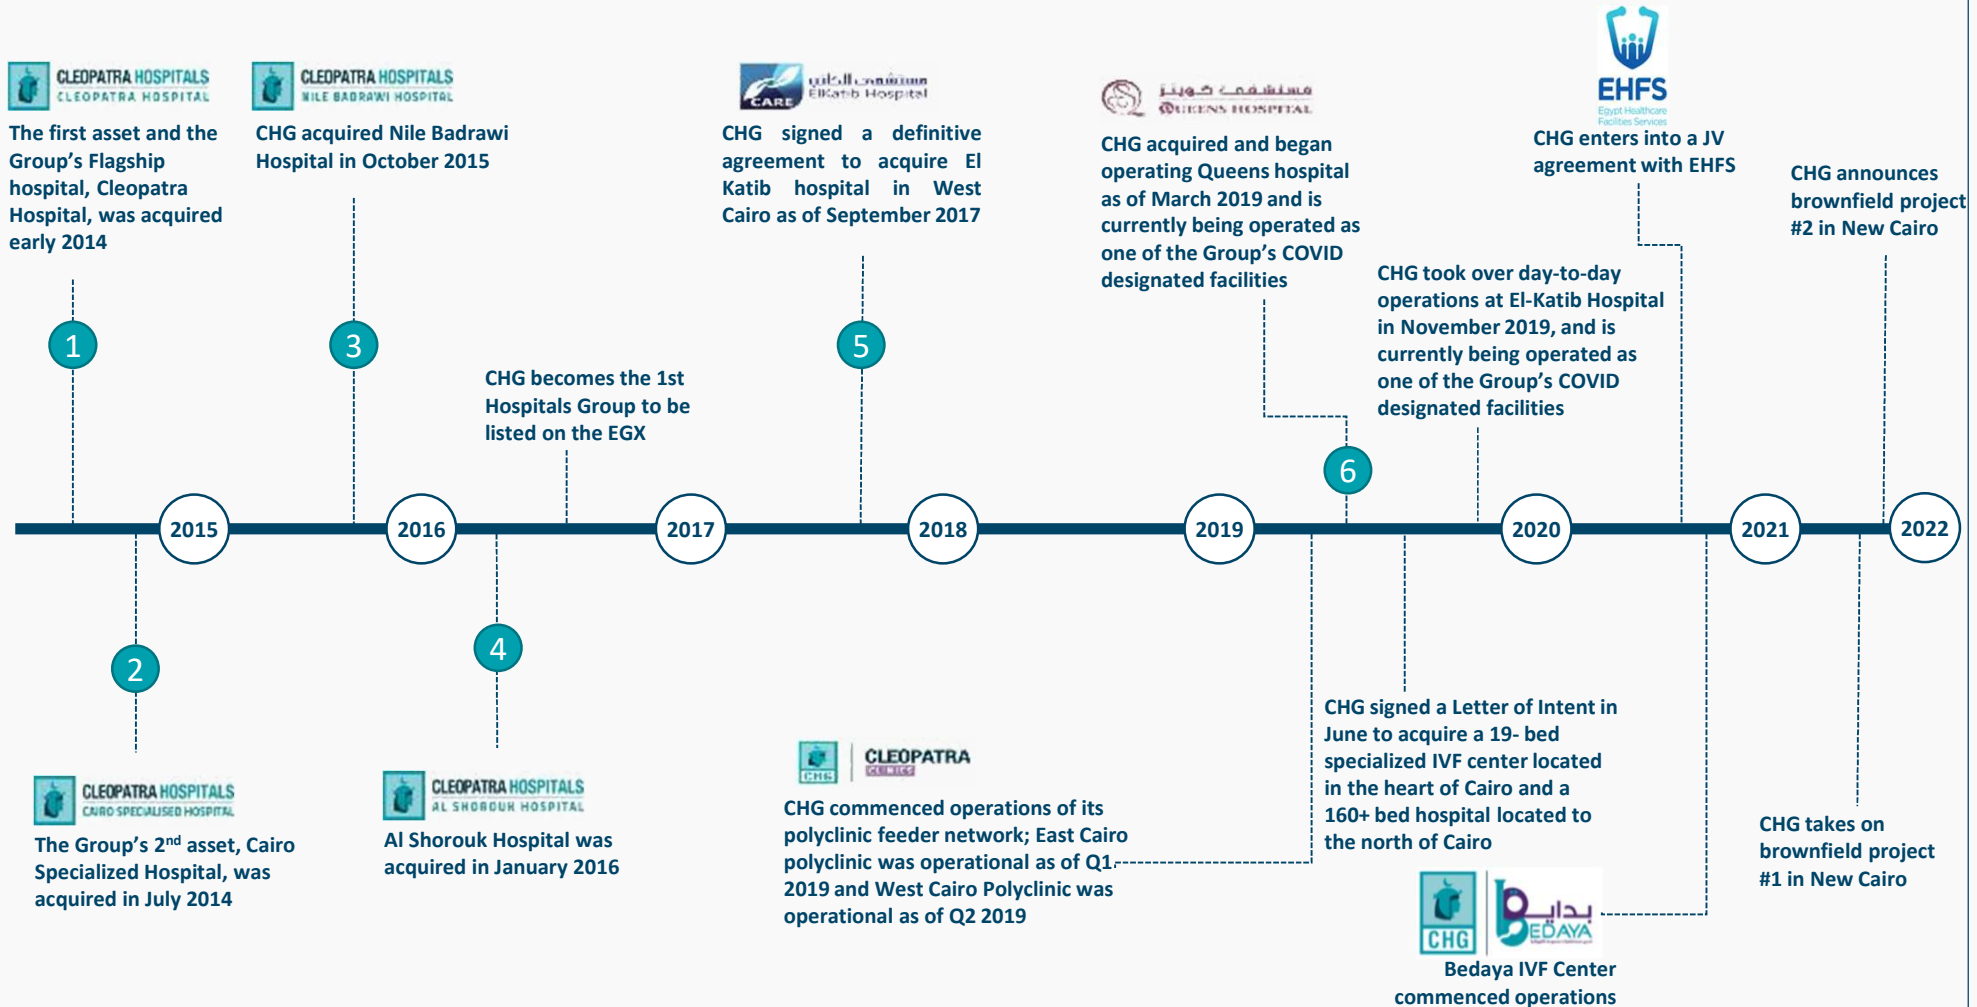 CLEOPATRA HOSPITALS
CLEOPATRA HOSPITAL
The first asset and the
Group's Flagship
hospital, Cleopatra
Hospital, was acquired
early 2014
CLEOPATRA HOSPITALS
NILE BADRAWI HOSPITAL
CHG acquired Nile Badrawi
Hospital in October 2015
CARE
مستشفى الكاتب
ElKatib Hospital
CHG signed a definitive
agreement to acquire El
Katib hospital in West
Cairo as of September 2017
مستشفى كوينز
QUEENS HOSPITAL
CHG acquired and began
operating Queens hospital
as of March 2019 and is
currently being operated as
one of the Group's COVID
designated facilities
EHFS
Egypt Healthcare
Facilities Services
CHG enters into a JV
agreement with EHFS
CHG announces
brownfield project
#2 in New Cairo
CHG took over day-to-day
operations at El-Katib Hospital
in November 2019, and is
currently being operated as
one of the Group's COVID
designated facilities
1
3
5
CHG becomes the 1st
Hospitals Group to be
listed on the EGX
6
2015
2016
2017
2018
2019
2020
2021
2022
2
4
CLEOPATRA HOSPITALS
CAIRO SPECIALISED HOSPITAL
The Group's 2nd asset, Cairo
Specialized Hospital, was
acquired in July 2014
CLEOPATRA HOSPITALS
AL SHOROUK HOSPITAL
Al Shorouk Hospital was
acquired in January 2016
CHG
CLEOPATRA
CLINICS
CHG commenced operations of its
polyclinic feeder network; East Cairo
polyclinic was operational as of Q1
2019 and West Cairo Polyclinic was
operational as of Q2 2019
CHG signed a Letter of Intent in
June to acquire a 19- bed
specialized IVF center located
in the heart of Cairo and a
160+ bed hospital located to
the north of Cairo
CHG
بداية
BEDAYA
Bedaya IVF Center
commenced operations
CHG takes on
brownfield project
#1 in New Cairo